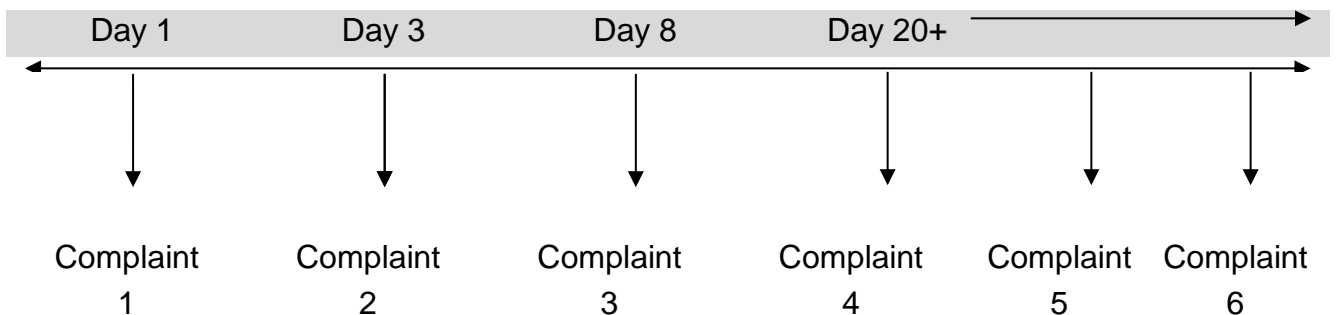 Day 1 Day 3 Day 8 Day 20+
Complaint Complaint Complaint Complaint Complaint Complaint
1 2 3 4 5 6